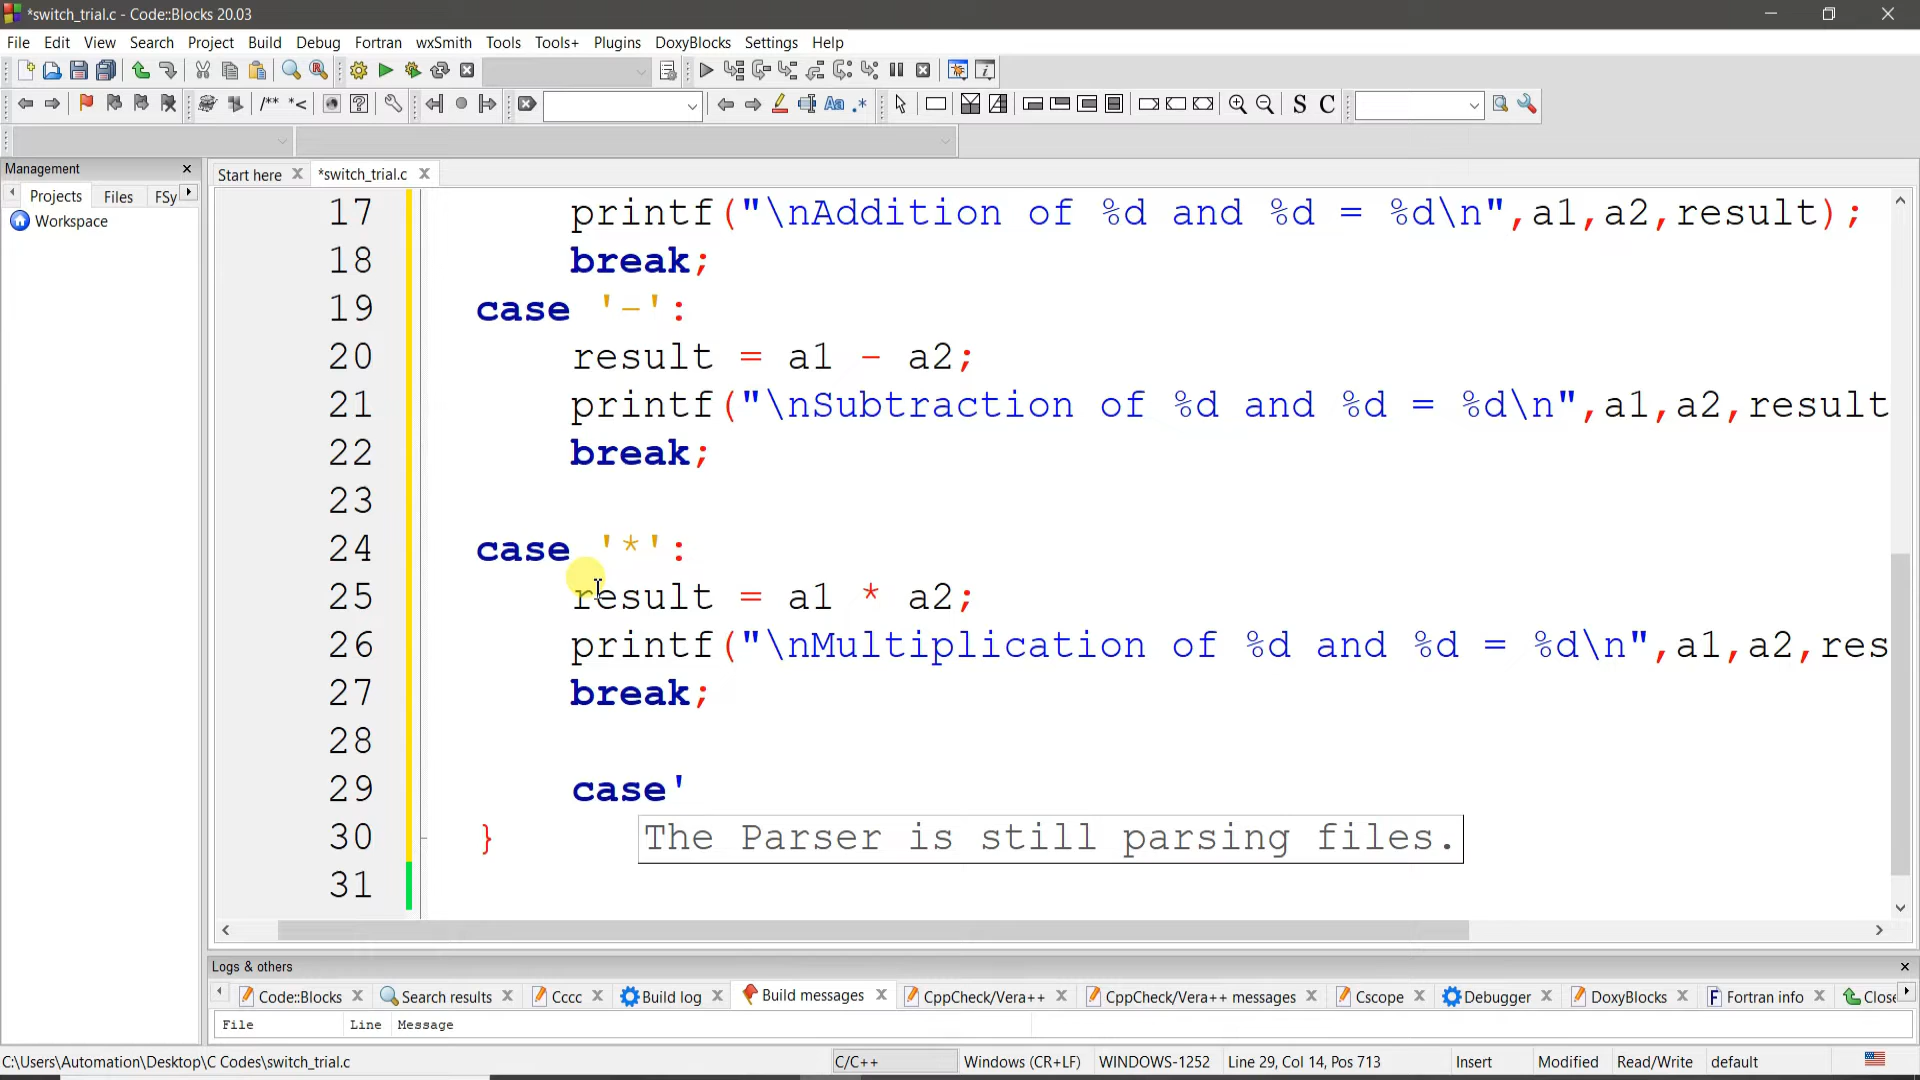 *switch_trial.c - Code::Blocks 20.03
File Edit View Search Project Build Debug Fortran wxSmith Tools Tools+ Plugins DoxyBlocks Settings Help
/** *<
Aa .* S C
Management
Projects Files FSy
Workspace
Start here *switch_trial.c
17 printf("\nAddition of %d and %d = %d\n",a1,a2,result);
18 break;
19 case '-':
20 result = a1 - a2;
21 printf("\nSubtraction of %d and %d = %d\n",a1,a2,result
22 break;
23
24 case '*':
25 result = a1 * a2;
26 printf("\nMultiplication of %d and %d = %d\n",a1,a2,res
27 break;
28
29 case'
30 }
The Parser is still parsing files.
31
Logs & others
Code::Blocks Search results Cccc Build log Build messages CppCheck/Vera++ CppCheck/Vera++ messages Cscope Debugger DoxyBlocks Fortran info Close
File Line Message
C:\Users\Automation\Desktop\C Codes\switch_trial.c C/C++ Windows (CR+LF) WINDOWS-1252 Line 29, Col 14, Pos 713 Insert Modified Read/Write default